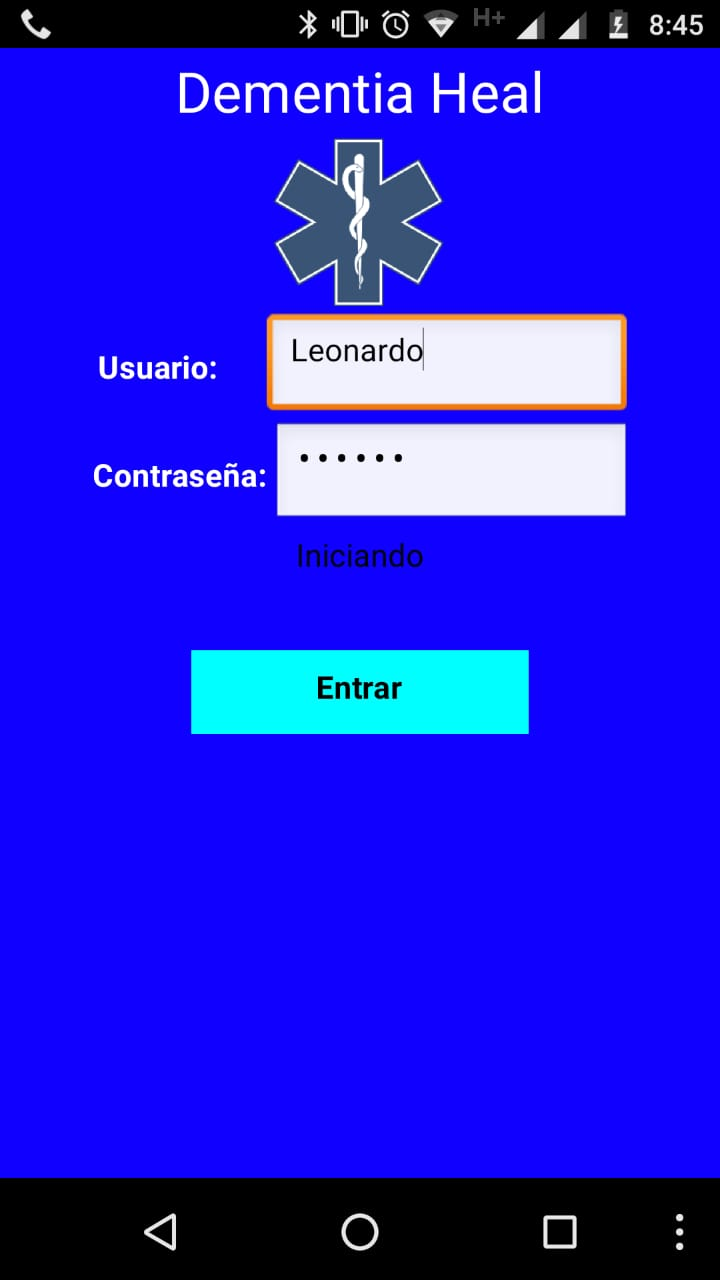 H+ 8:45
Dementia Heal
Usuario: Leonardo
Contraseña: ••••••
Iniciando
Entrar